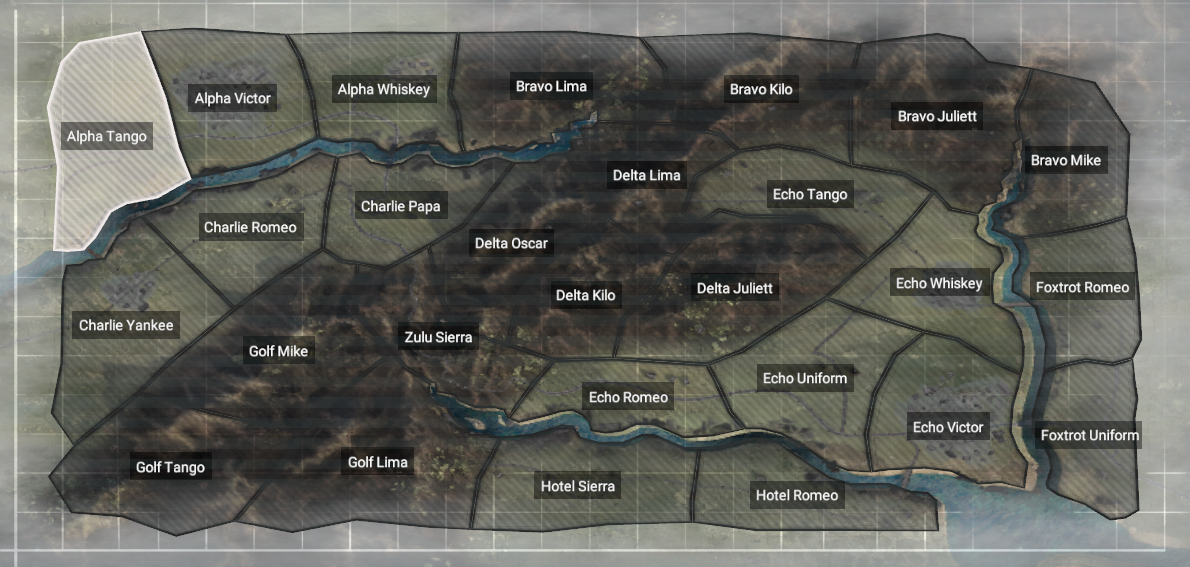 Alpha Tango
Alpha Victor
Alpha Whiskey
Bravo Lima
Bravo Kilo
Bravo Juliett
Bravo Mike
Charlie Romeo
Charlie Papa
Delta Lima
Echo Tango
Delta Oscar
Charlie Yankee
Golf Mike
Zulu Sierra
Delta Kilo
Delta Juliett
Echo Whiskey
Foxtrot Romeo
Echo Romeo
Echo Uniform
Echo Victor
Foxtrot Uniform
Golf Tango
Golf Lima
Hotel Sierra
Hotel Romeo